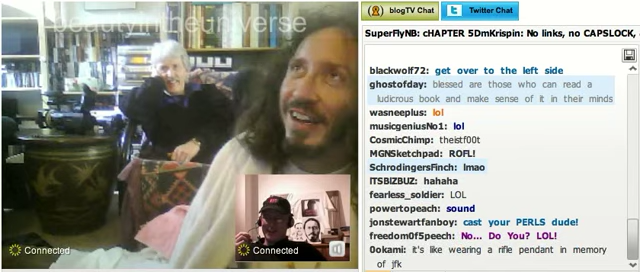 beautyintheuniverse
Connected
Connected
blogTV Chat
Twitter Chat
SuperFlyNB: cHAPTER 5DmKrispin: No links, no CAPSLOCK,
blackwolf72: get over to the left side
ghostofday: blessed are those who can read a
ludicrous book and make sense of it in their minds
wasneeplus: lol
musicgeniusNo1: lol
CosmicChimp: theistf00t
MGNSketchpad: ROFL!
SchrodingersFinch: lmao
ITSBIZBUZ: hahaha
fearless_soldier: LOL
powertopeach: sound
jonstewartfanboy: cast your PERLS dude!
freedom0f5peech: No... Do You? LOL!
0okami: it's like wearing a rifle pendant in memory
of jfk